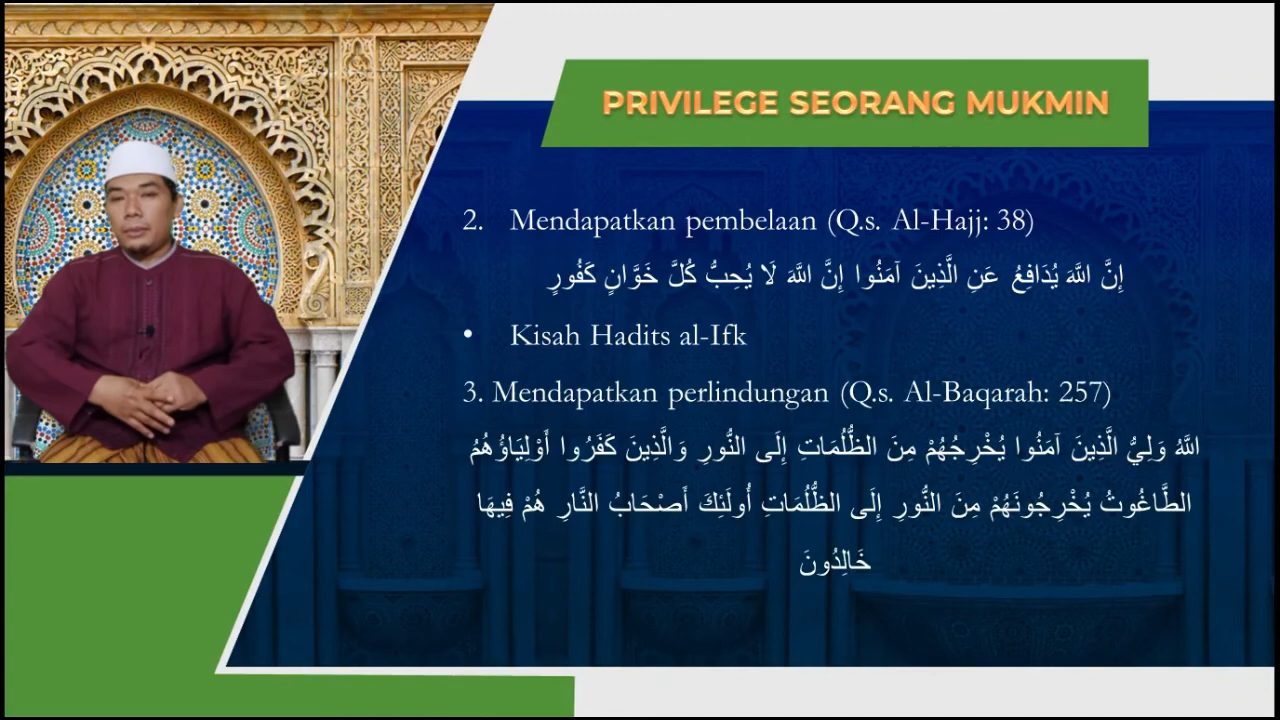 PRIVILEGE SEORANG MUKMIN
2. Mendapatkan pembelaan (Q.s. Al-Hajj: 38)
إِنَّ اللَّهَ يُدَافِعُ عَنِ الَّذِينَ آمَنُوا إِنَّ اللَّهَ لَا يُحِبُّ كُلَّ خَوَّانٍ كَفُورٍ
• Kisah Hadits al-Ifk
3. Mendapatkan perlindungan (Q.s. Al-Baqarah: 257)
اللَّهُ وَلِيُّ الَّذِينَ آمَنُوا يُخْرِجُهُمْ مِنَ الظُّلُمَاتِ إِلَى النُّورِ وَالَّذِينَ كَفَرُوا أَوْلِيَاؤُهُمُ
الطَّاغُوتُ يُخْرِجُونَهُمْ مِنَ النُّورِ إِلَى الظُّلُمَاتِ أُولَئِكَ أَصْحَابُ النَّارِ هُمْ فِيهَا
خَالِدُونَ